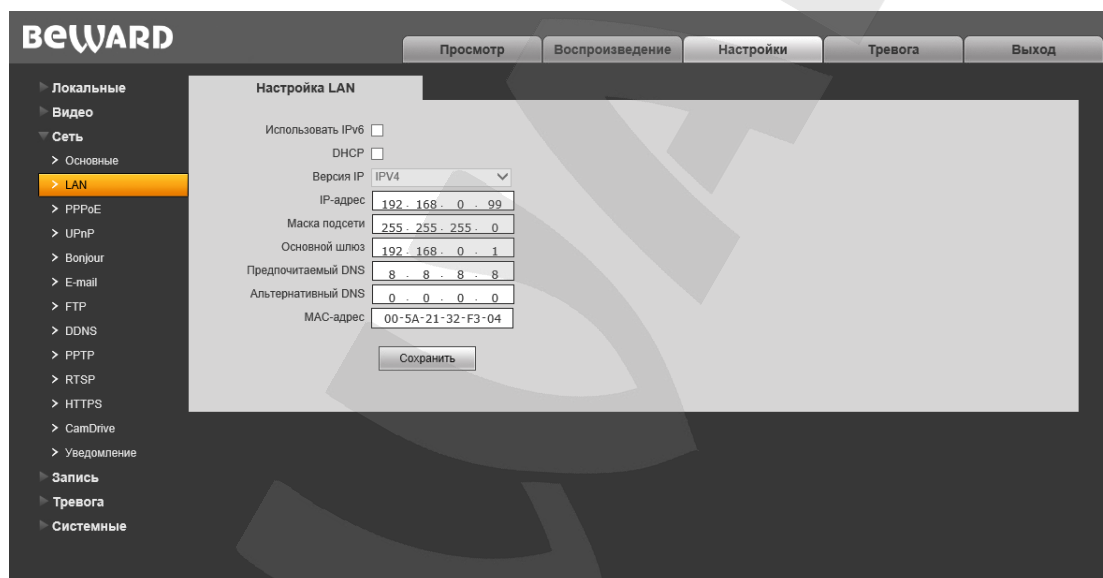 BEWARD
Просмотр
Воспроизведение
Настройки
Тревога
Выход
Локальные
Видео
Сеть
Основные
LAN
PPPoE
UPnP
Bonjour
E-mail
FTP
DDNS
PPTP
RTSP
HTTPS
CamDrive
Уведомление
Запись
Тревога
Системные
Настройка LAN
Использовать IPv6
DHCP
Версия IP IPV4
IP-адрес 192 . 168 . 0 . 99
Маска подсети 255 . 255 . 255 . 0
Основной шлюз 192 . 168 . 0 . 1
Предпочитаемый DNS 8 . 8 . 8 . 8
Альтернативный DNS 0 . 0 . 0 . 0
MAC-адрес 00-5A-21-32-F3-04
Сохранить